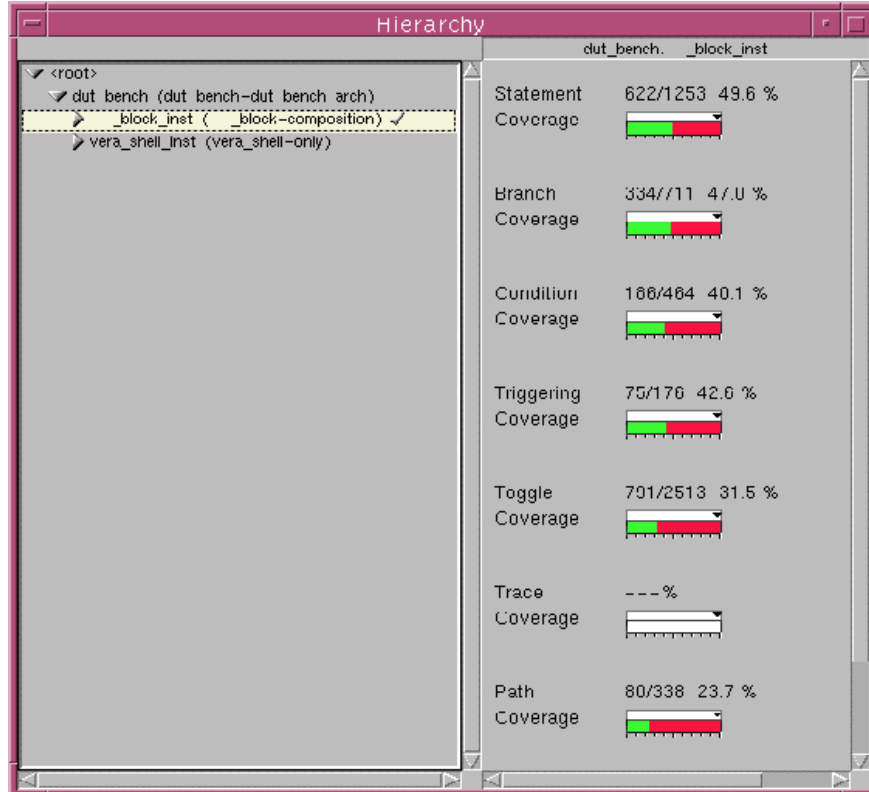 Hierarchy
dut_bench. _block_inst
<root>
dut bench (dut bench-dut bench arch)
_block_inst ( _block-composition)
vera_shell_inst (vera_shell-only)
Statement 622/1253 49.6 %
Coverage
Branch 334/711 47.0 %
Coverage
Condition 186/464 40.1 %
Coverage
Triggering 75/176 42.6 %
Coverage
Toggle 791/2513 31.5 %
Coverage
Trace ---%
Coverage
Path 80/338 23.7 %
Coverage